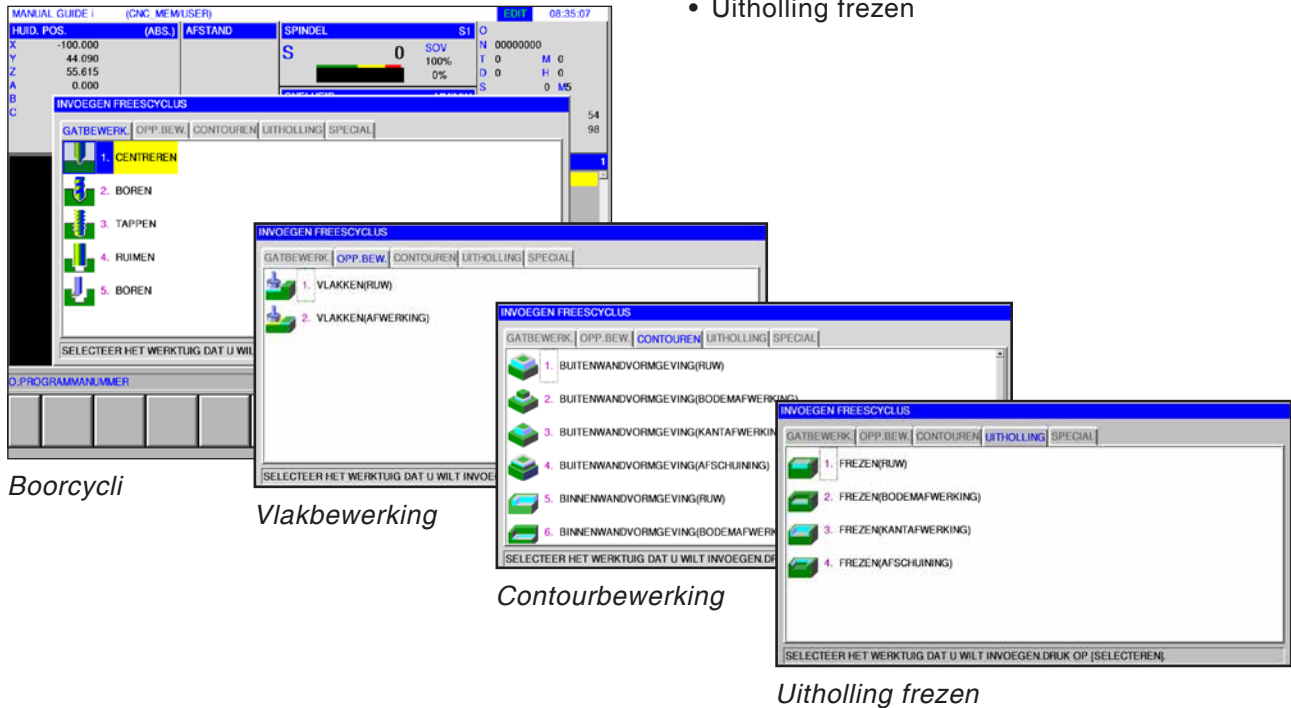 • Uitholling frezen
MANUAL GUIDE i (CNC_MEM/USER) EDIT 08:35:07
HUID. POS. (ABS.) AFSTAND SPINDEL S1 O
X -100.000 S 0 SOV N 00000000
Y 44.090 100% T 0 M 0
Z 55.615 0% D 0 H 0
A 0.000 S 0 M5
B
C 54
98
1
INVOEGEN FREESCYCLUS
GATBEWERK. OPP.BEW. CONTOUREN UITHOLLING SPECIAL
1. CENTREREN
2. BOREN
3. TAPPEN
4. RUIMEN
5. BOREN
SELECTEER HET WERKTUIG DAT U WIL
O:PROGRAMMANUMMER
Boorcycli
INVOEGEN FREESCYCLUS
GATBEWERK. OPP.BEW. CONTOUREN UITHOLLING SPECIAL
1. VLAKKEN(RUW)
2. VLAKKEN(AFWERKING)
SELECTEER HET WERKTUIG DAT U WILT INVOE
Vlakbewerking
INVOEGEN FREESCYCLUS
GATBEWERK. OPP.BEW. CONTOUREN UITHOLLING SPECIAL
1. BUITENWANDVORMGEVING(RUW)
2. BUITENWANDVORMGEVING(BODEMAFWERKING)
3. BUITENWANDVORMGEVING(KANTAFWERKIN
4. BUITENWANDVORMGEVING(AFSCHUINING)
5. BINNENWANDVORMGEVING(RUW)
6. BINNENWANDVORMGEVING(BODEMAFWERK
SELECTEER HET WERKTUIG DAT U WILT INVOEGEN.DR
Contourbewerking
INVOEGEN FREESCYCLUS
GATBEWERK. OPP.BEW. CONTOUREN UITHOLLING SPECIAL
1. FREZEN(RUW)
2. FREZEN(BODEMAFWERKING)
3. FREZEN(KANTAFWERKING)
4. FREZEN(AFSCHUINING)
SELECTEER HET WERKTUIG DAT U WILT INVOEGEN.DRUK OP [SELECTEREN].
Uitholling frezen